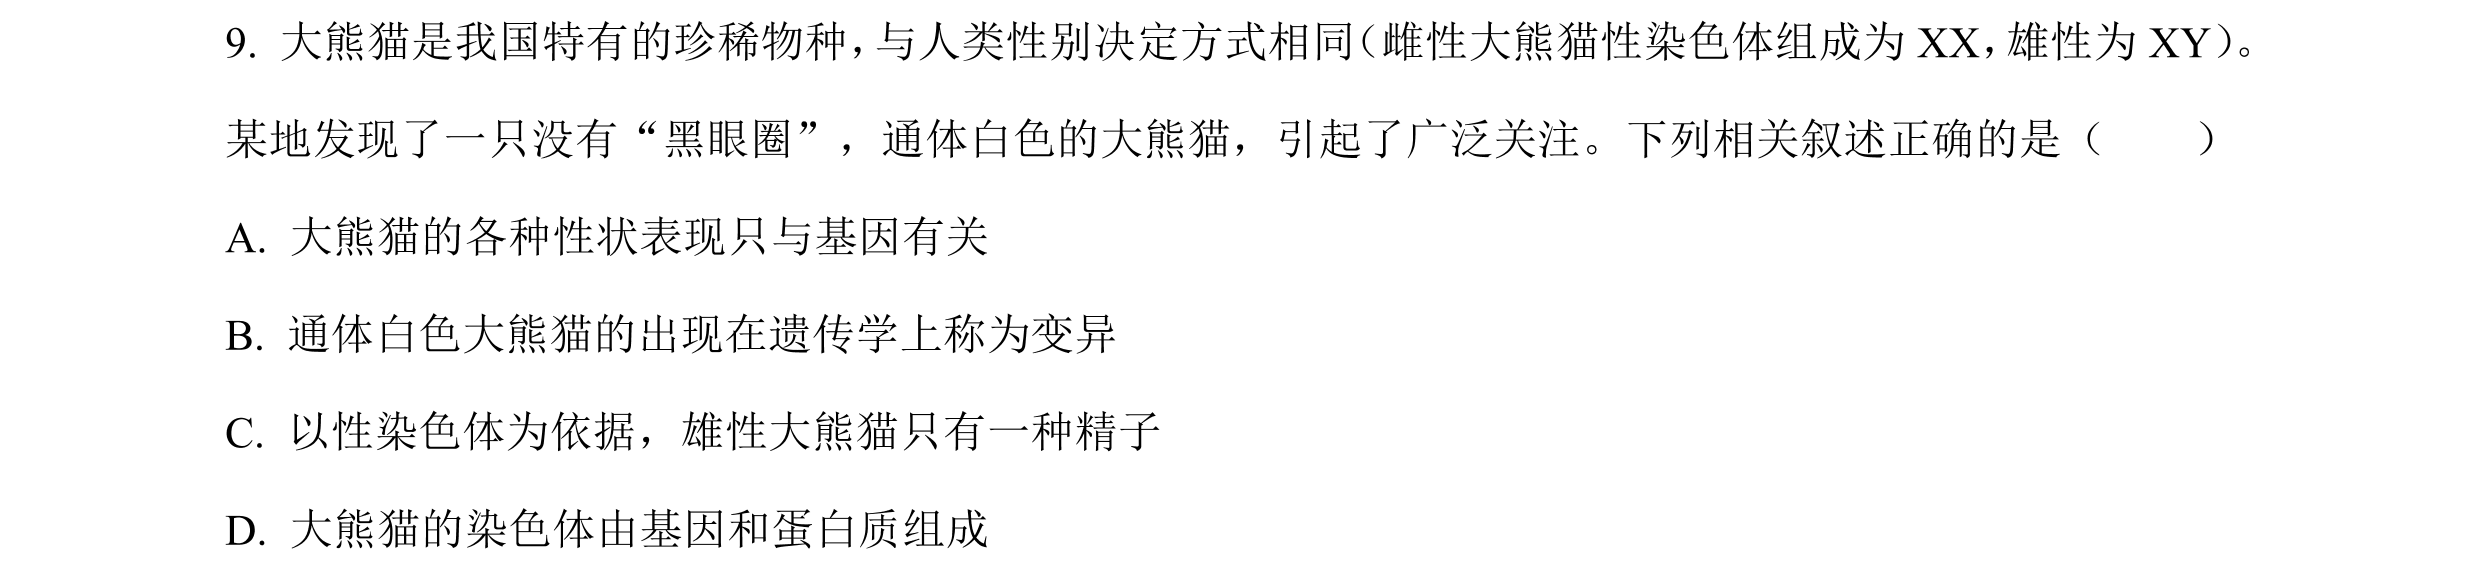 9. 大熊猫是我国特有的珍稀物种，与人类性别决定方式相同（雌性大熊猫性染色体组成为 XX，雄性为 XY）。
某地发现了一只没有“黑眼圈”，通体白色的大熊猫，引起了广泛关注。下列相关叙述正确的是（　　）
A. 大熊猫的各种性状表现只与基因有关
B. 通体白色大熊猫的出现在遗传学上称为变异
C. 以性染色体为依据，雄性大熊猫只有一种精子
D. 大熊猫的染色体由基因和蛋白质组成